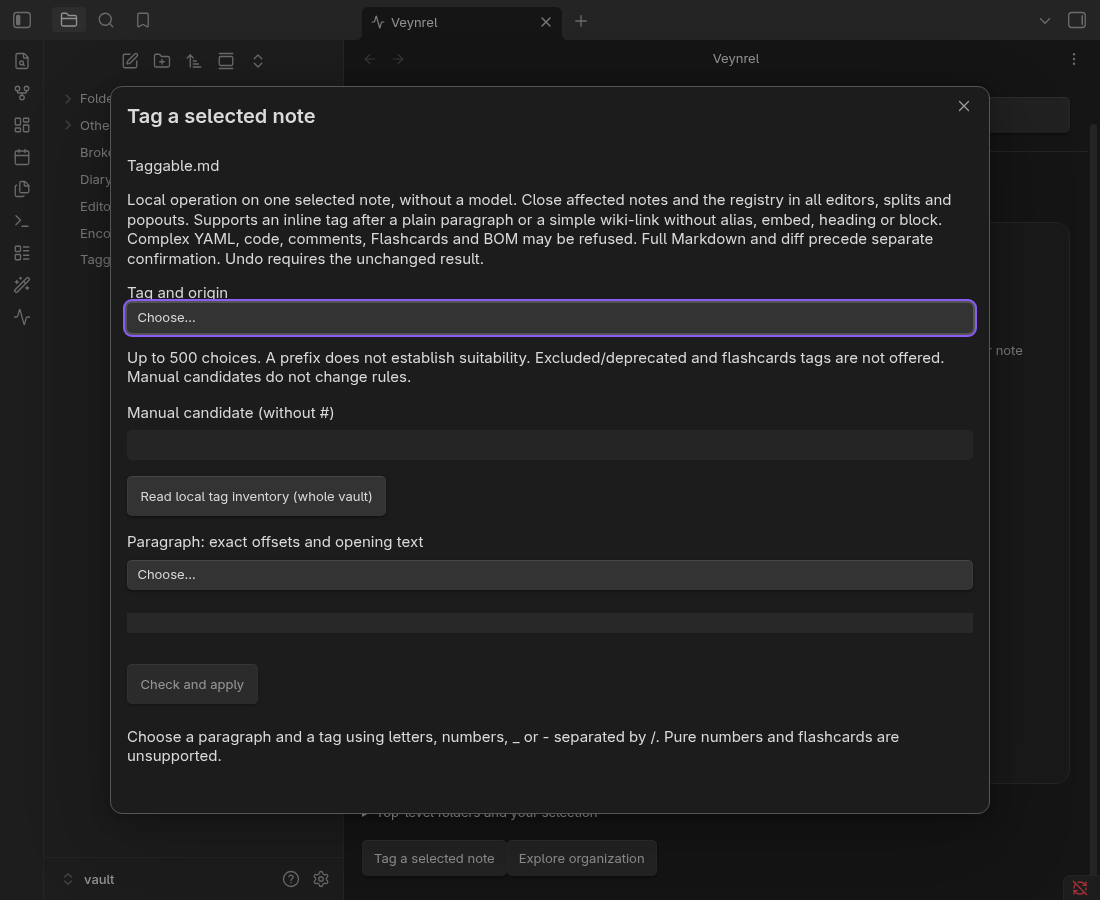 Veynrel
Veynrel
Folde
Othe
Broke
Diary
Edito
Enco
Tagg
Tag a selected note
Taggable.md
Local operation on one selected note, without a model. Close affected notes and the registry in all editors, splits and
popouts. Supports an inline tag after a plain paragraph or a simple wiki-link without alias, embed, heading or block.
Complex YAML, code, comments, Flashcards and BOM may be refused. Full Markdown and diff precede separate
confirmation. Undo requires the unchanged result.
Tag and origin
Choose...
Up to 500 choices. A prefix does not establish suitability. Excluded/deprecated and flashcards tags are not offered.
Manual candidates do not change rules.
Manual candidate (without #)
Read local tag inventory (whole vault)
Paragraph: exact offsets and opening text
Choose...
Check and apply
Choose a paragraph and a tag using letters, numbers, _ or - separated by /. Pure numbers and flashcards are
unsupported.
r note
Top-level folders and your selection
Tag a selected note
Explore organization
vault